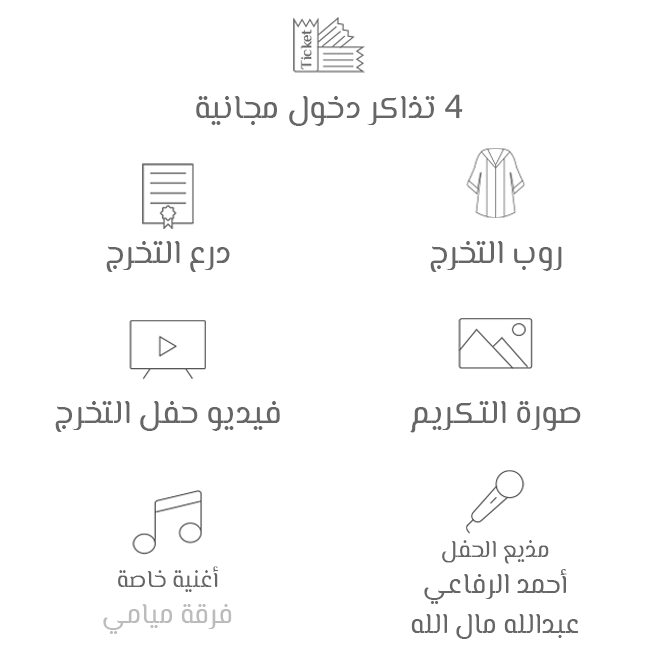 Ticket
4 تذاكر دخول مجانية
روب التخرج
درع التخرج
صورة التكريم
فيديو حفل التخرج
مذيع الحفل
أحمد الرفاعي
عبدالله مال الله
أغنية خاصة
فرقة ميامي